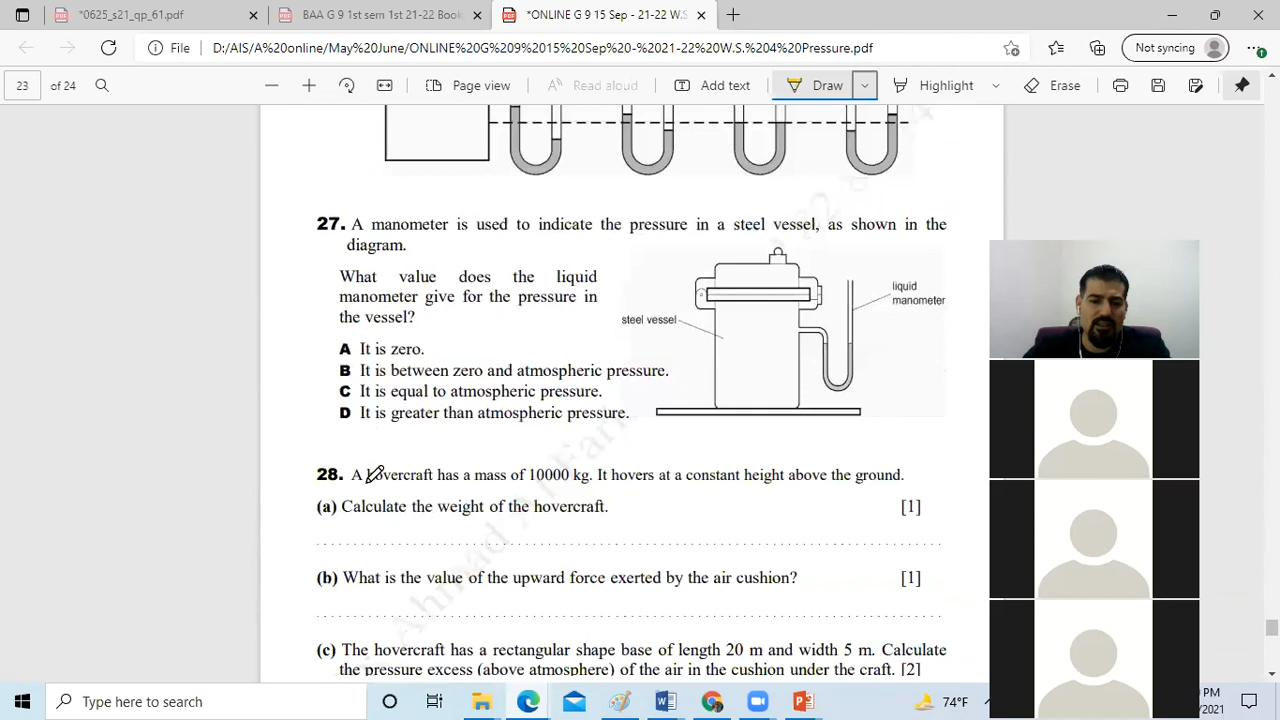 *0625_s21_qp_61.pdf
BAA G 9 1st sem 1st 21-22 Book
*ONLINE G 9 15 Sep - 21-22 W.S.
File
D:/AIS/A%20online/May%20June/ONLINE%20G%209%2015%20Sep%20-%2021-22%20W.S.%204%20Pressure.pdf
Not syncing
23 of 24
Page view
Read aloud
Add text
Draw
Highlight
Erase
27. A manometer is used to indicate the pressure in a steel vessel, as shown in the
diagram.
What value does the liquid
manometer give for the pressure in
the vessel?
liquid
manometer
steel vessel
A It is zero.
B It is between zero and atmospheric pressure.
C It is equal to atmospheric pressure.
D It is greater than atmospheric pressure.
28. A hovercraft has a mass of 10000 kg. It hovers at a constant height above the ground.
(a) Calculate the weight of the hovercraft. [1]
(b) What is the value of the upward force exerted by the air cushion? [1]
(c) The hovercraft has a rectangular shape base of length 20 m and width 5 m. Calculate
the pressure excess (above atmosphere) of the air in the cushion under the craft. [2]
Type here to search
74°F